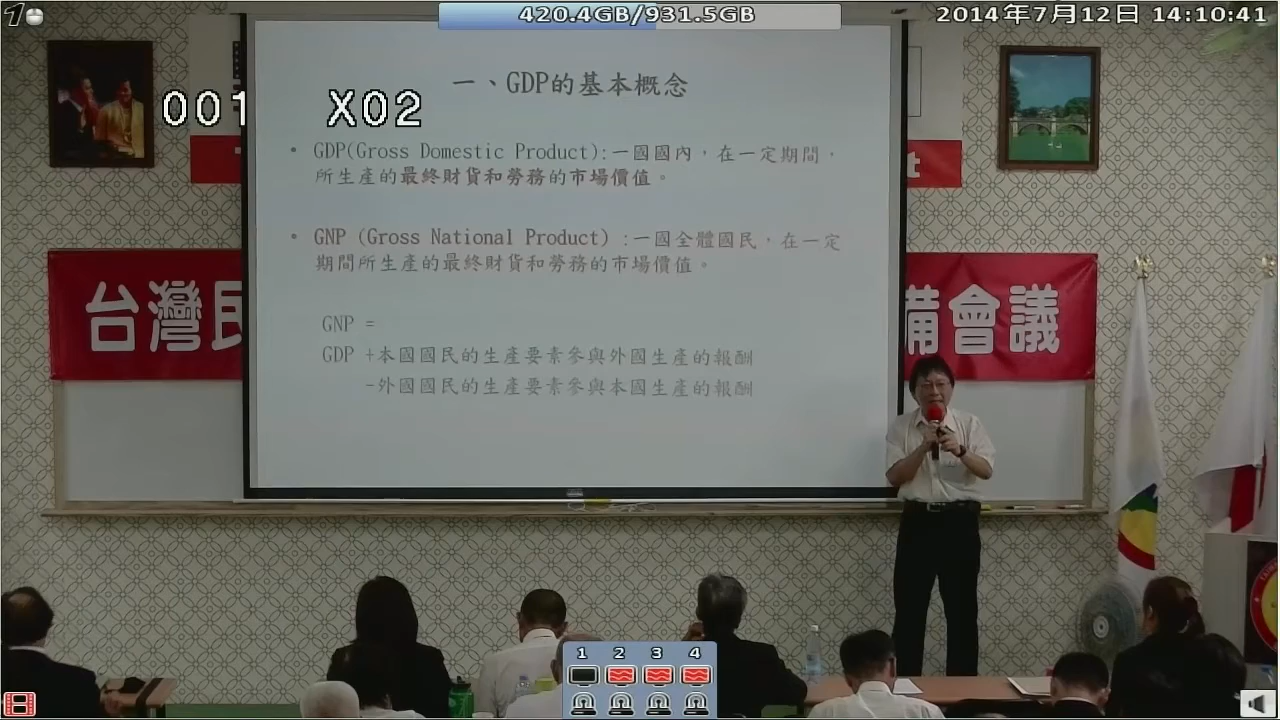 420.4GB/931.5GB
2014年7月12日 14:10:41
001 X02
一、GDP的基本概念
• GDP(Gross Domestic Product):一國國內，在一定期間，
所生產的最終財貨和勞務的市場價值。
• GNP (Gross National Product) :一國全體國民，在一定
期間所生產的最終財貨和勞務的市場價值。
GNP =
GDP +本國國民的生產要素參與外國生產的報酬
-外國國民的生產要素參與本國生產的報酬
t
台灣民
備會議
1 2 3 4